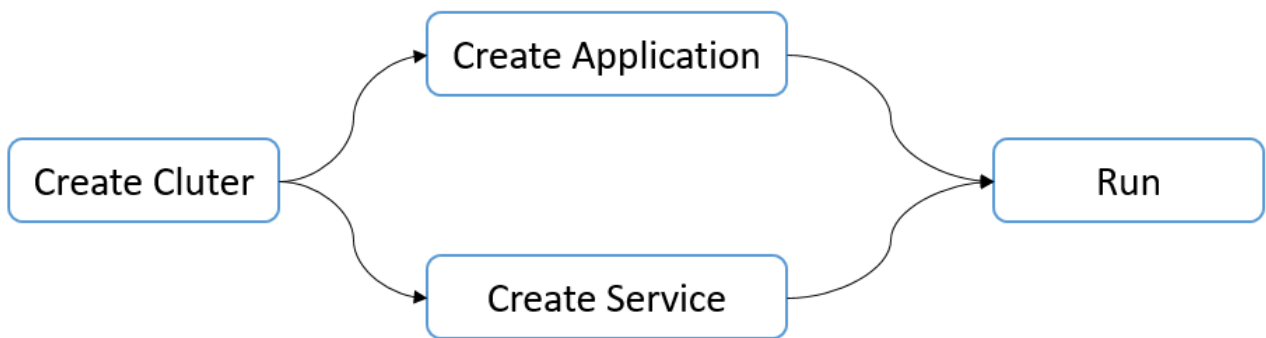 Create Application
Create Cluter
Run
Create Service